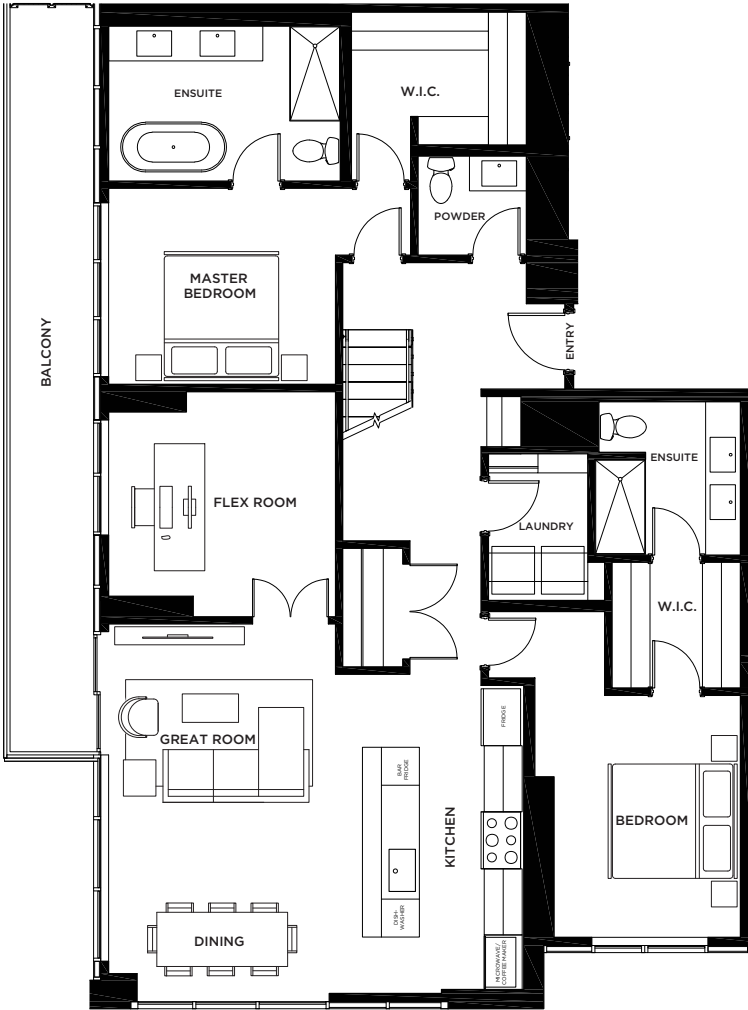 ENSUITE
W.I.C.
POWDER
MASTER
BEDROOM
BALCONY
ENTRY
ENSUITE
FLEX ROOM
LAUNDRY
W.I.C.
FRIDGE
GREAT ROOM
BAR
FRIDGE
KITCHEN
BEDROOM
DISH-
WASHER
DINING
MICROWAVE/
COFFEE MAKER